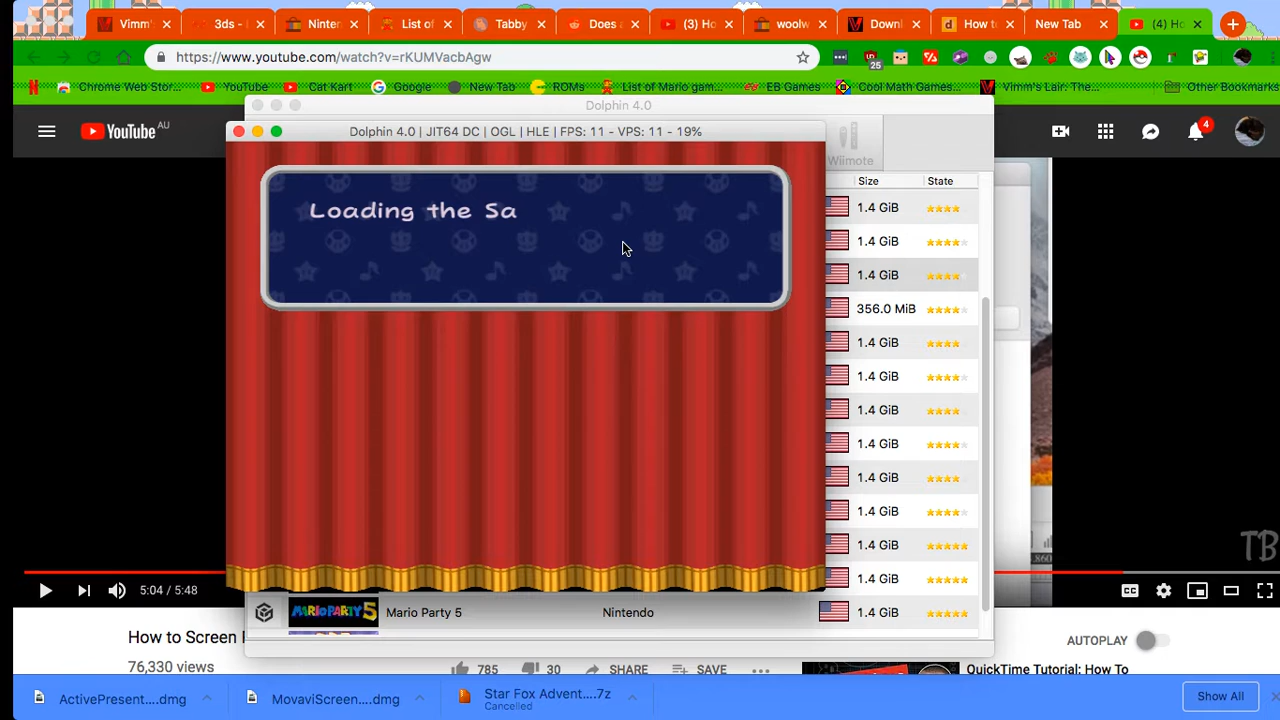 Vimm's
3ds -
Ninten
List of
Tabby
Does a
(3) Ho
woolw
Downl
How to
New Tab
(4) Ho
https://www.youtube.com/watch?v=rKUMVacbAgw
25
Chrome Web Stor...
YouTube
Cat Kart
Google
New Tab
ROMs
List of Mario gam...
EB Games
Cool Math Games...
Vimm's Lair: The...
Other Bookmarks
Dolphin 4.0
YouTube AU
4
Dolphin 4.0 | JIT64 DC | OGL | HLE | FPS: 11 - VPS: 11 - 19%
Wiimote
Size
State
Loading the Sa
1.4 GiB
1.4 GiB
1.4 GiB
356.0 MiB
1.4 GiB
1.4 GiB
1.4 GiB
1.4 GiB
1.4 GiB
1.4 GiB
1.4 GiB
1.4 GiB
1.4 GiB
MARIO PARTY 5
Mario Party 5
Nintendo
5:04 / 5:48
How to Screen
76,330 views
785
30
SHARE
SAVE
AUTOPLAY
QuickTime Tutorial: How To
ActivePresent....dmg
MovaviScreen....dmg
Star Fox Advent....7z
Cancelled
Show All